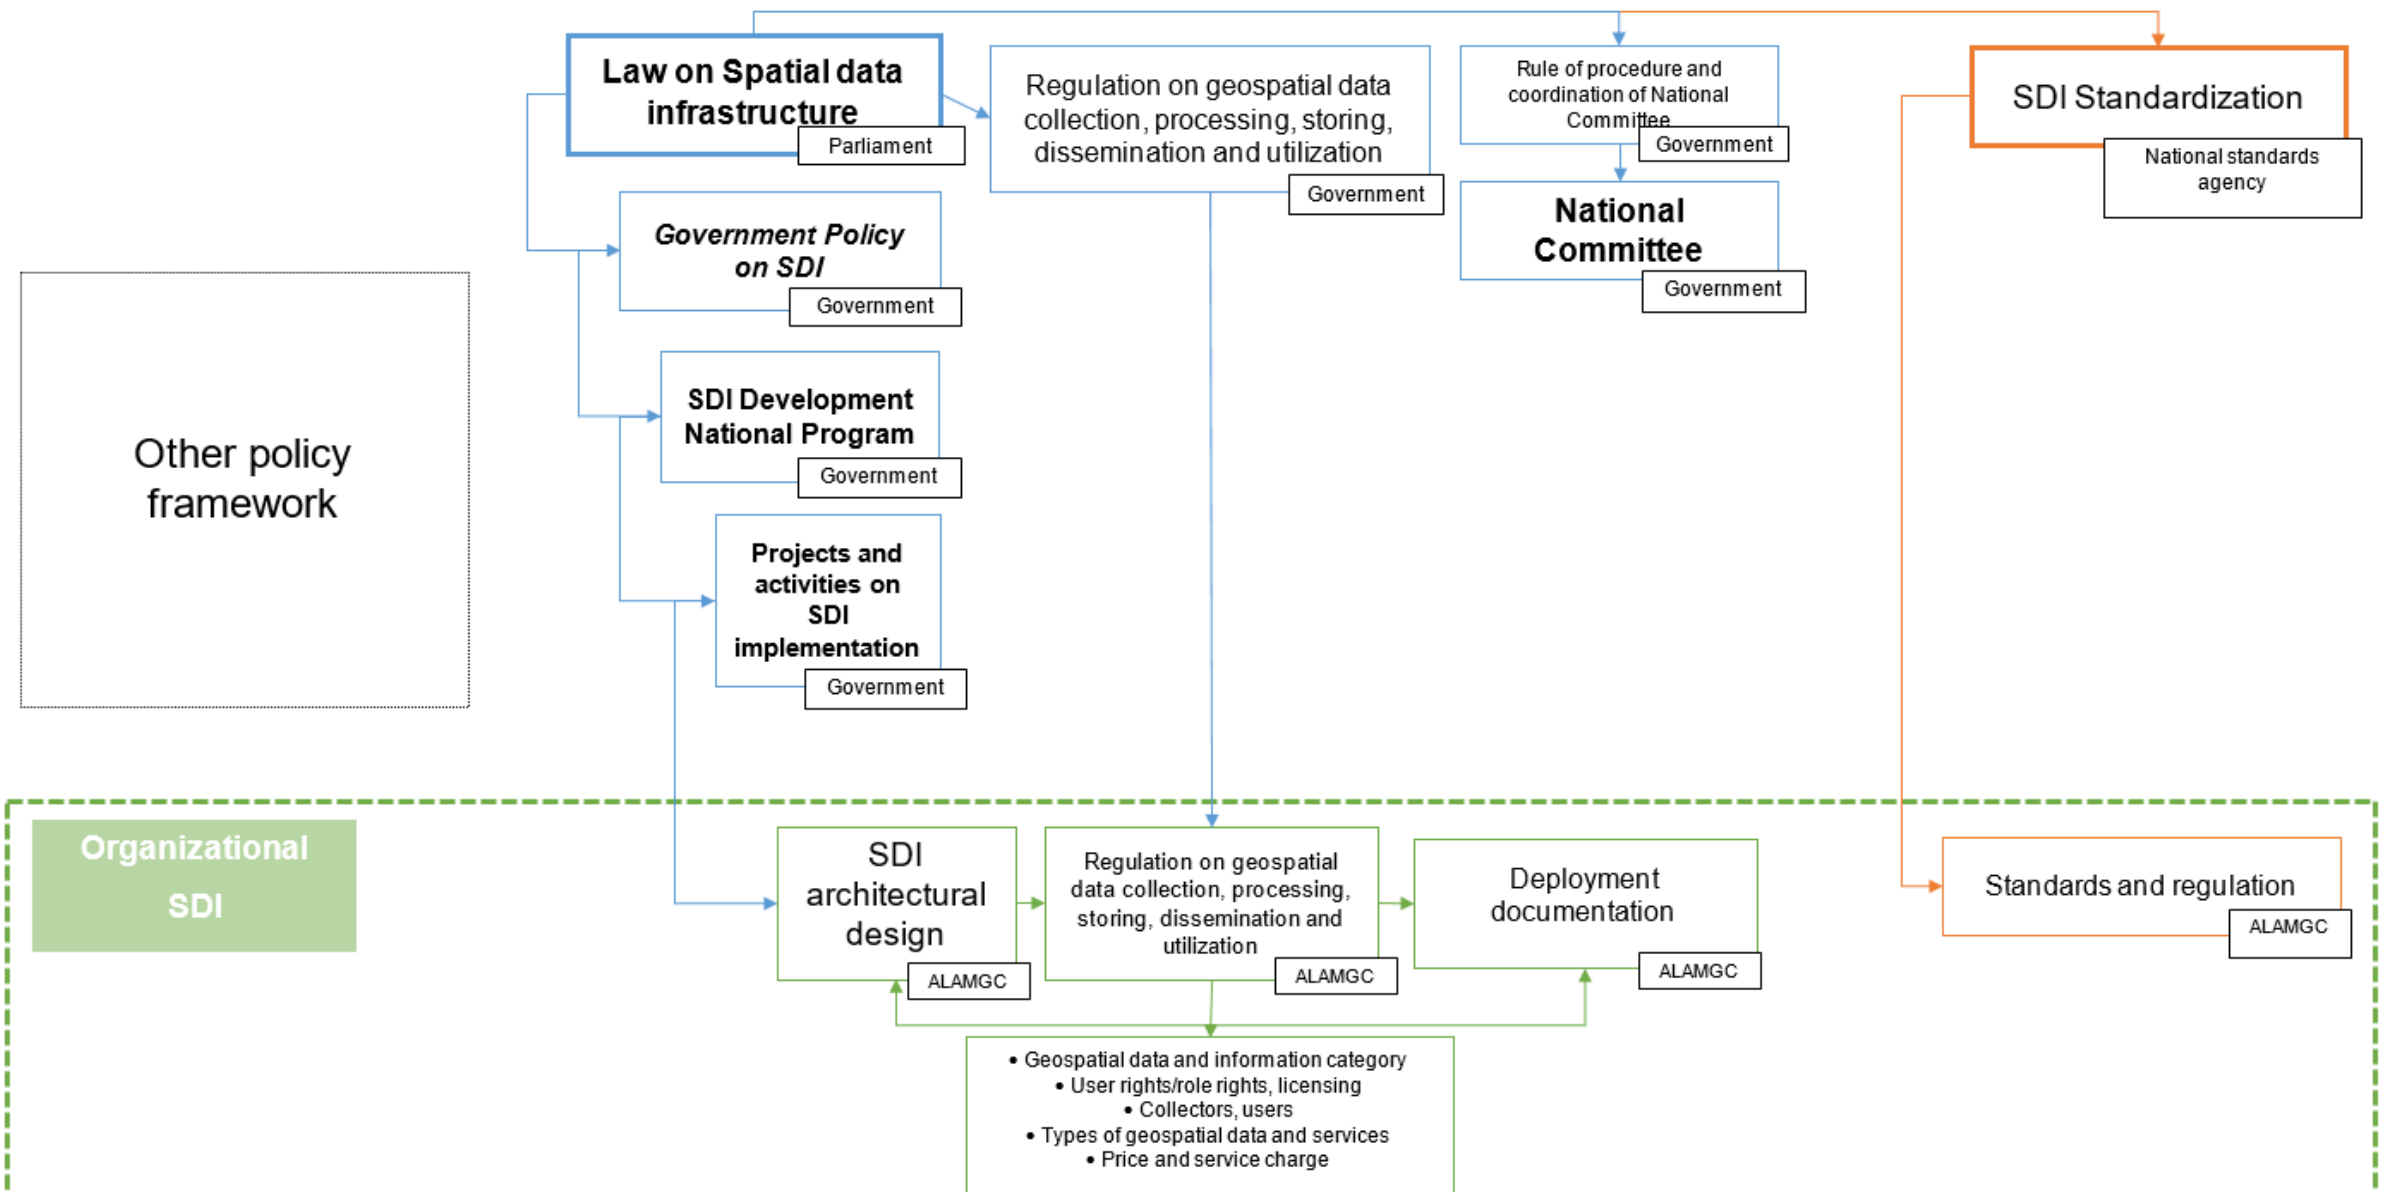 Law on Spatial data
infrastructure
Parliament
Regulation on geospatial data
collection, processing, storing,
dissemination and utilization
Government
Rule of procedure and
coordination of National
Committee
Government
SDI Standardization
National standards
agency
National
Committee
Government
Government Policy
on SDI
Government
Other policy
framework
SDI Development
National Program
Government
Projects and
activities on
SDI
implementation
Government
Organizational
SDI
SDI
architectural
design
ALAMGC
Regulation on geospatial
data collection, processing,
storing, dissemination and
utilization
ALAMGC
Deployment
documentation
ALAMGC
Standards and regulation
ALAMGC
• Geospatial data and information category
• User rights/role rights, licensing
• Collectors, users
• Types of geospatial data and services
• Price and service charge